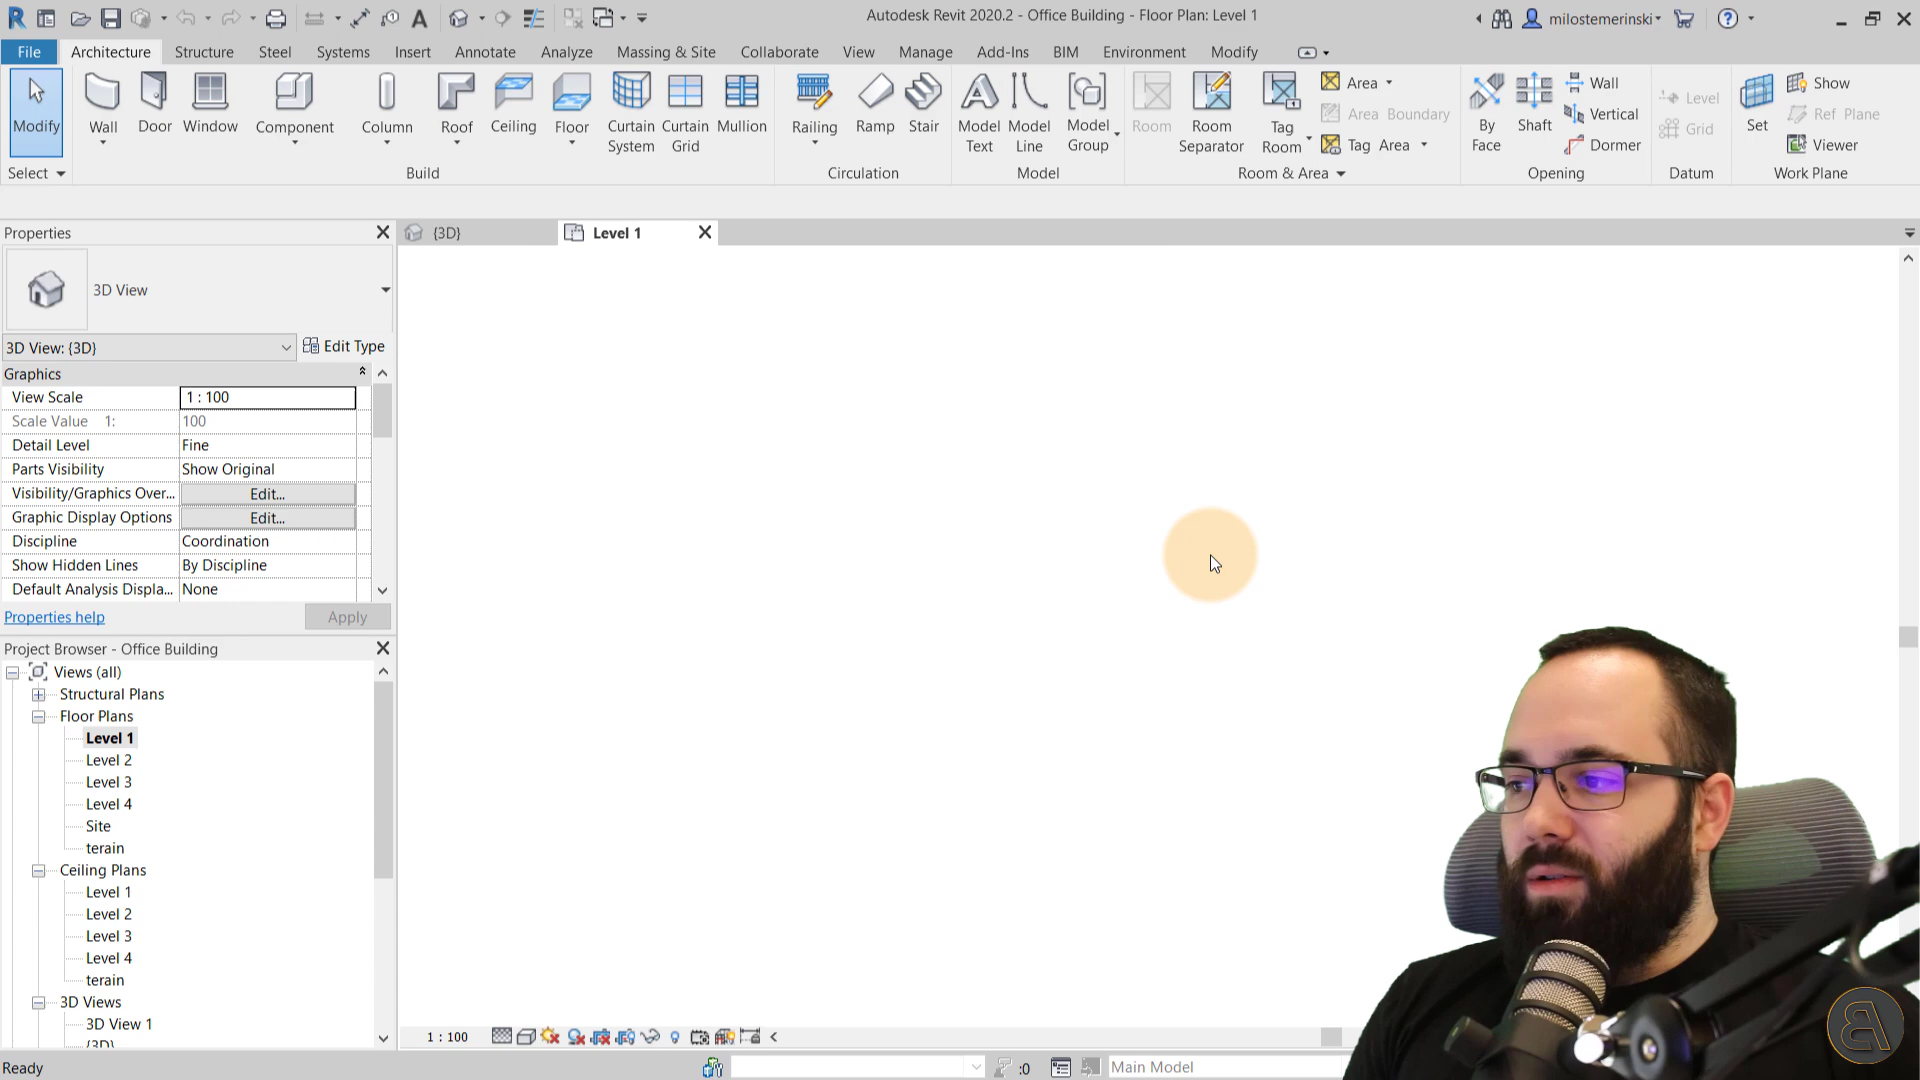 Autodesk Revit 2020.2 - Office Building - Floor Plan: Level 1
milostemerinski
File Architecture Structure Steel Systems Insert Annotate Analyze Massing & Site Collaborate View Manage Add-Ins BIM Environment Modify
Modify
Wall
Door
Window
Component
Column
Roof
Ceiling
Floor
Curtain System
Curtain Grid
Mullion
Railing
Ramp
Stair
Model Text
Model Line
Model Group
Room
Room Separator
Tag Room
Area
Area Boundary
Tag Area
By Face
Shaft
Wall
Vertical
Dormer
Level
Grid
Set
Show
Ref Plane
Viewer
Select
Build
Circulation
Model
Room & Area
Opening
Datum
Work Plane
Properties
{3D}
Level 1
3D View
3D View: {3D}
Edit Type
Graphics
View Scale 1 : 100
Scale Value 1: 100
Detail Level Fine
Parts Visibility Show Original
Visibility/Graphics Over... Edit...
Graphic Display Options Edit...
Discipline Coordination
Show Hidden Lines By Discipline
Default Analysis Displa... None
Properties help
Apply
Project Browser - Office Building
Views (all)
Structural Plans
Floor Plans
Level 1
Level 2
Level 3
Level 4
Site
terain
Ceiling Plans
Level 1
Level 2
Level 3
Level 4
terain
3D Views
3D View 1
{3D}
1 : 100
Ready
:0
Main Model